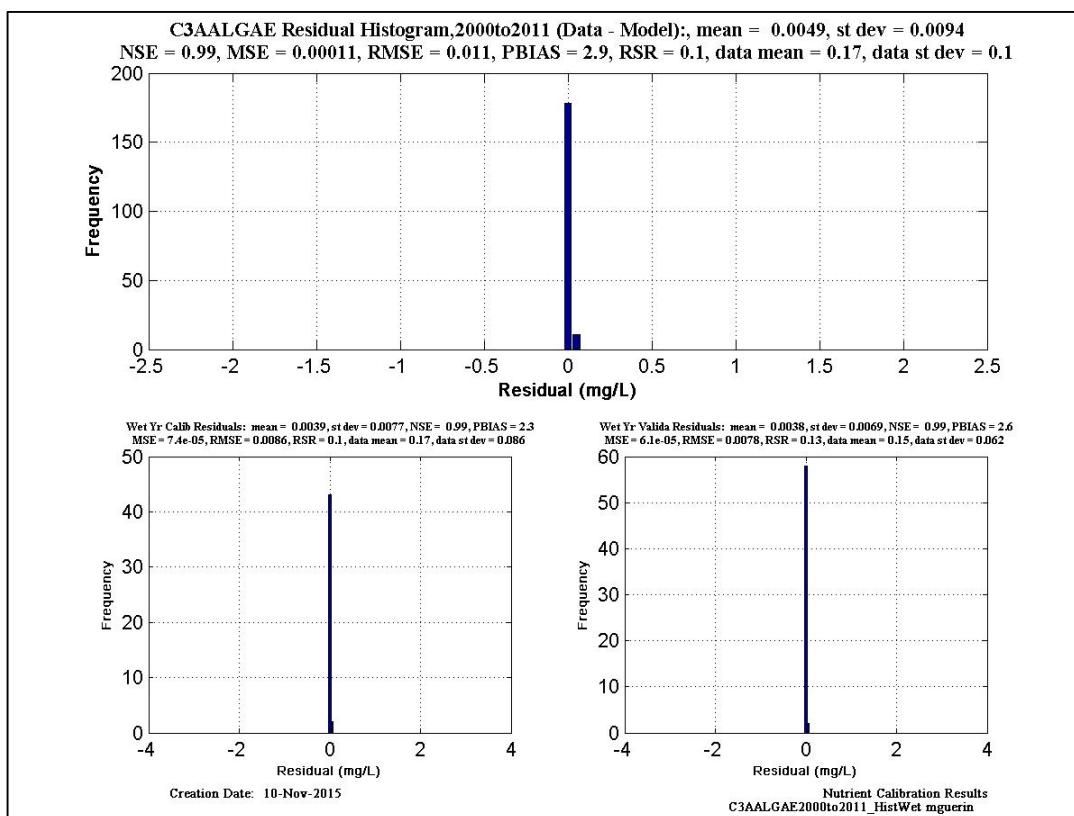 C3AALGAE Residual Histogram,2000to2011 (Data - Model):, mean = 0.0049, st dev = 0.0094
NSE = 0.99, MSE = 0.00011, RMSE = 0.011, PBIAS = 2.9, RSR = 0.1, data mean = 0.17, data st dev = 0.1
200
150
100
50
0
Frequency
-2.5 -2 -1.5 -1 -0.5 0 0.5 1 1.5 2 2.5
Residual (mg/L)
Wet Yr Calib Residuals: mean = 0.0039, st dev = 0.0077, NSE = 0.99, PBIAS = 2.3
MSE = 7.4e-05, RMSE = 0.0086, RSR = 0.1, data mean = 0.17, data st dev = 0.086
50
40
30
20
10
0
Frequency
-4 -2 0 2 4
Residual (mg/L)
Wet Yr Valida Residuals: mean = 0.0038, st dev = 0.0069, NSE = 0.99, PBIAS = 2.6
MSE = 6.1e-05, RMSE = 0.0078, RSR = 0.13, data mean = 0.15, data st dev = 0.062
60
50
40
30
20
10
0
Frequency
-4 -2 0 2 4
Residual (mg/L)
Creation Date: 10-Nov-2015
Nutrient Calibration Results
C3AALGAE2000to2011_HistWet mguerin